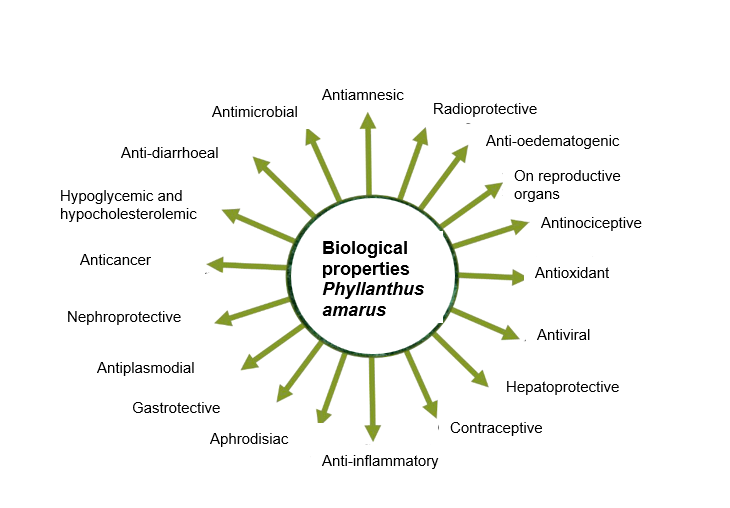 Antiamnesic
Radioprotective
Anti-oedematogenic
On reproductive
organs
Antinociceptive
Antioxidant
Antiviral
Hepatoprotective
Contraceptive
Anti-inflammatory
Aphrodisiac
Gastrotective
Antiplasmodial
Nephroprotective
Anticancer
Hypoglycemic and
hypocholesterolemic
Anti-diarrhoeal
Antimicrobial
Biological
properties
Phyllanthus
amarus